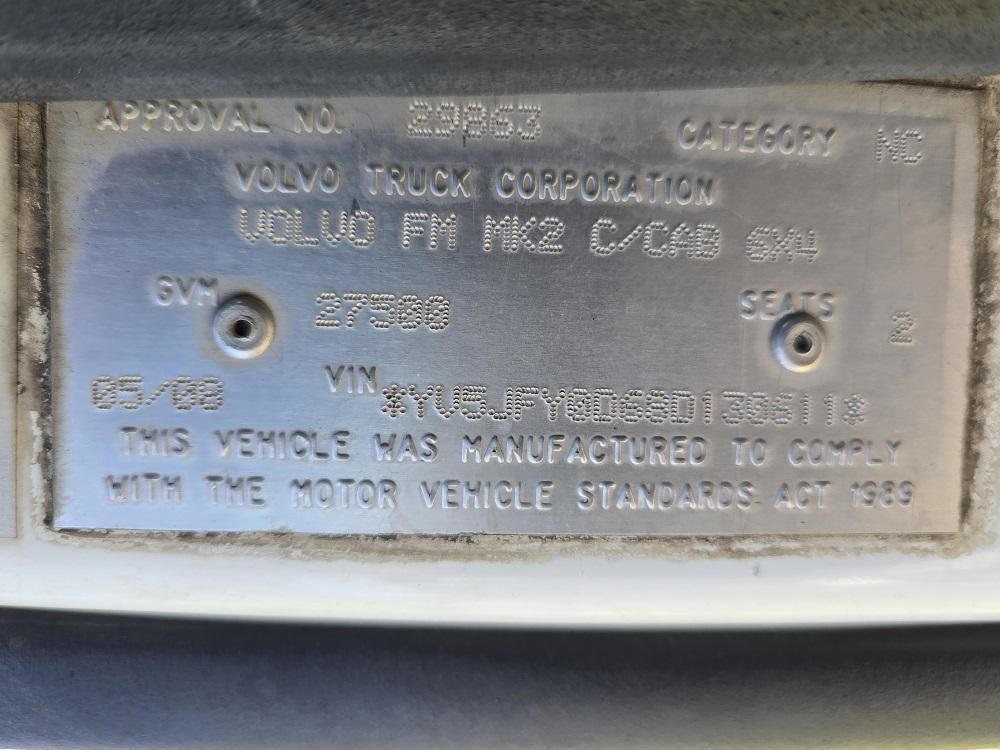 APPROVAL NO. 29863 CATEGORY NC
VOLVO TRUCK CORPORATION
VOLVO FM MK2 C/CAB 6X4
GVM 27500 SEATS 2
05/08 VIN *YV5JFY0D68D130611*
THIS VEHICLE WAS MANUFACTURED TO COMPLY
WITH THE MOTOR VEHICLE STANDARDS ACT 1989